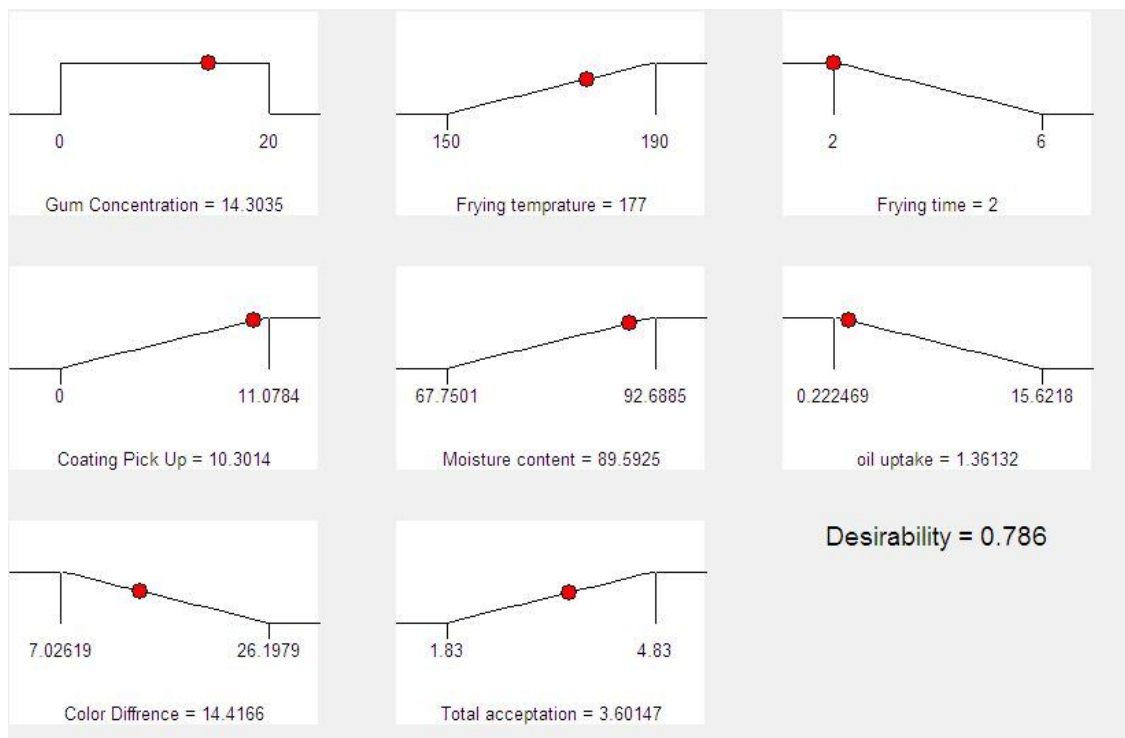 0 20
Gum Concentration = 14.3035
150 190
Frying temprature = 177
2 6
Frying time = 2
0 11.0784
Coating Pick Up = 10.3014
67.7501 92.6885
Moisture content = 89.5925
0.222469 15.6218
oil uptake = 1.36132
7.02619 26.1979
Color Diffrence = 14.4166
1.83 4.83
Total acceptation = 3.60147
Desirability = 0.786